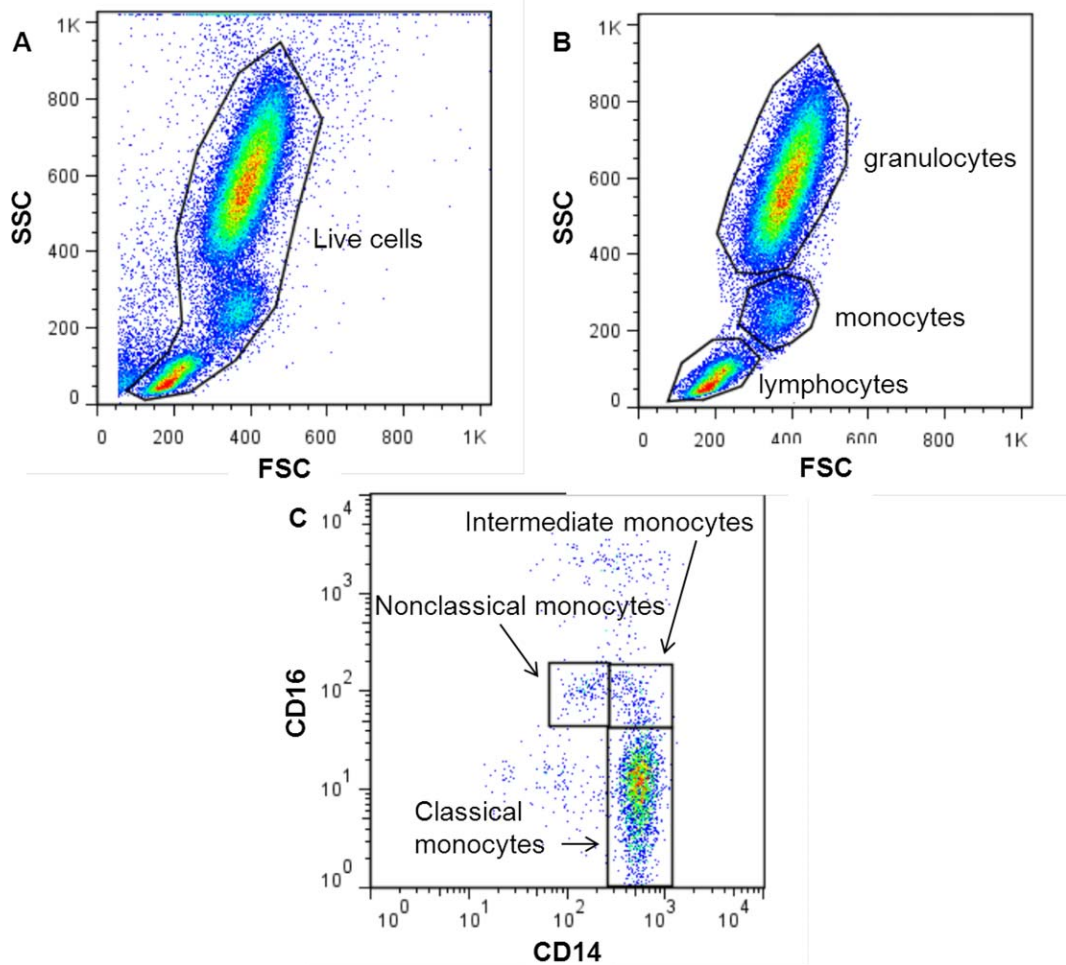 A
1K
800
600
400
200
0
SSC
Live cells
0 200 400 600 800 1K
FSC
B
1K
800
600
400
200
0
SSC
granulocytes
monocytes
lymphocytes
0 200 400 600 800 1K
FSC
C
10^4
10^3
10^2
10^1
10^0
CD16
Intermediate monocytes
Nonclassical monocytes
Classical
monocytes
10^0 10^1 10^2 10^3 10^4
CD14